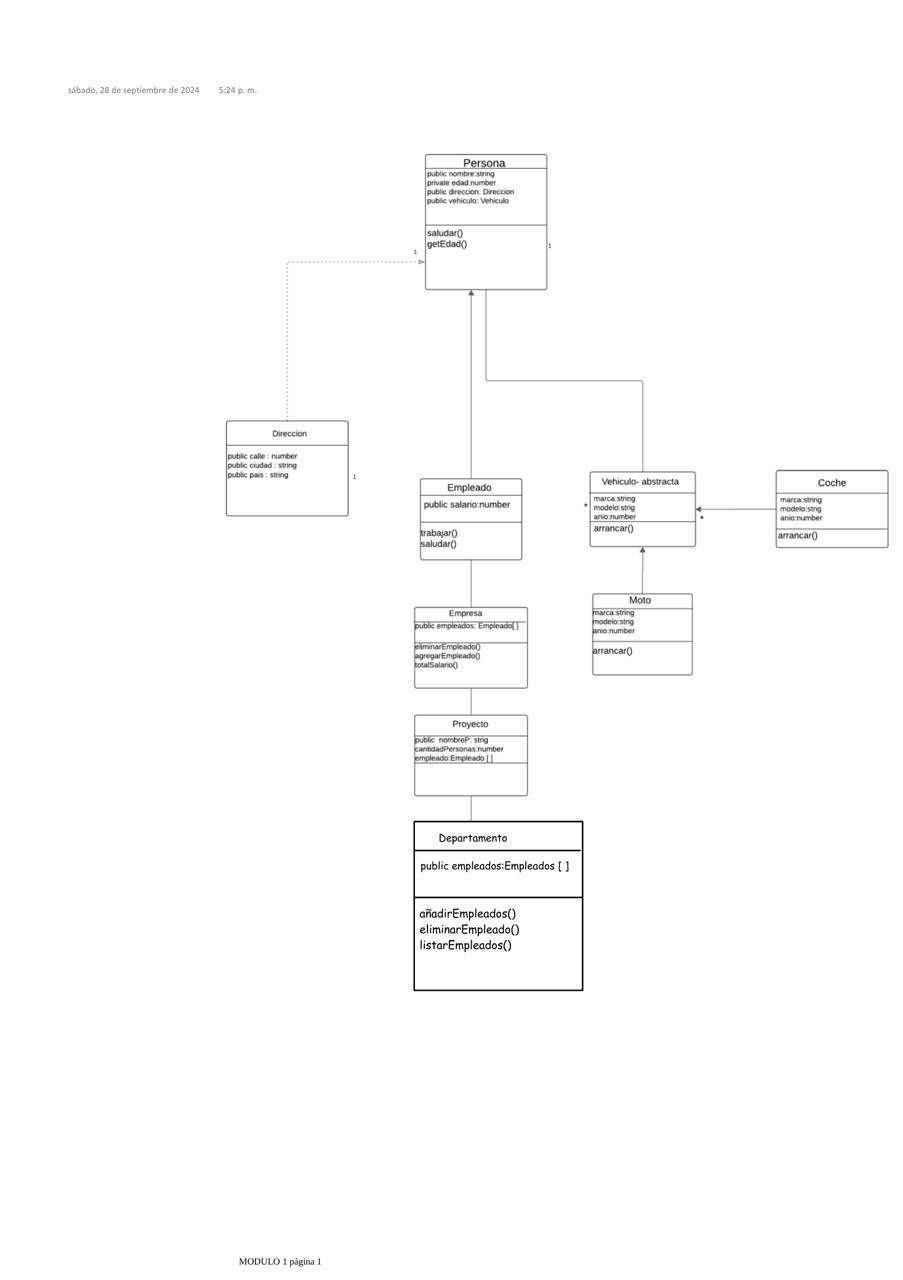 sábado, 28 de septiembre de 2024 5:24 p. m.
Persona
public nombre:string
private edad:number
public direccion: Direccion
public vehiculo: Vehiculo
saludar()
getEdad()
1
1
Direccion
public calle : number
public ciudad : string
public pais : string
1
Empleado
public salario:number
trabajar()
saludar()
Vehiculo- abstracta
marca:string
modelo:strig
anio:number
arrancar()
*
*
Coche
marca:string
modelo:strig
anio:number
arrancar()
Empresa
public empleados: Empleado[ ]
eliminarEmpleado()
agregarEmpleado()
totalSalario()
Moto
marca:string
modelo:strig
anio:number
arrancar()
Proyecto
public nombreP: strig
cantidadPersonas:number
empleado:Empleado [ ]
Departamento
public empleados:Empleados [ ]
añadirEmpleados()
eliminarEmpleado()
listarEmpleados()
MODULO 1 página 1